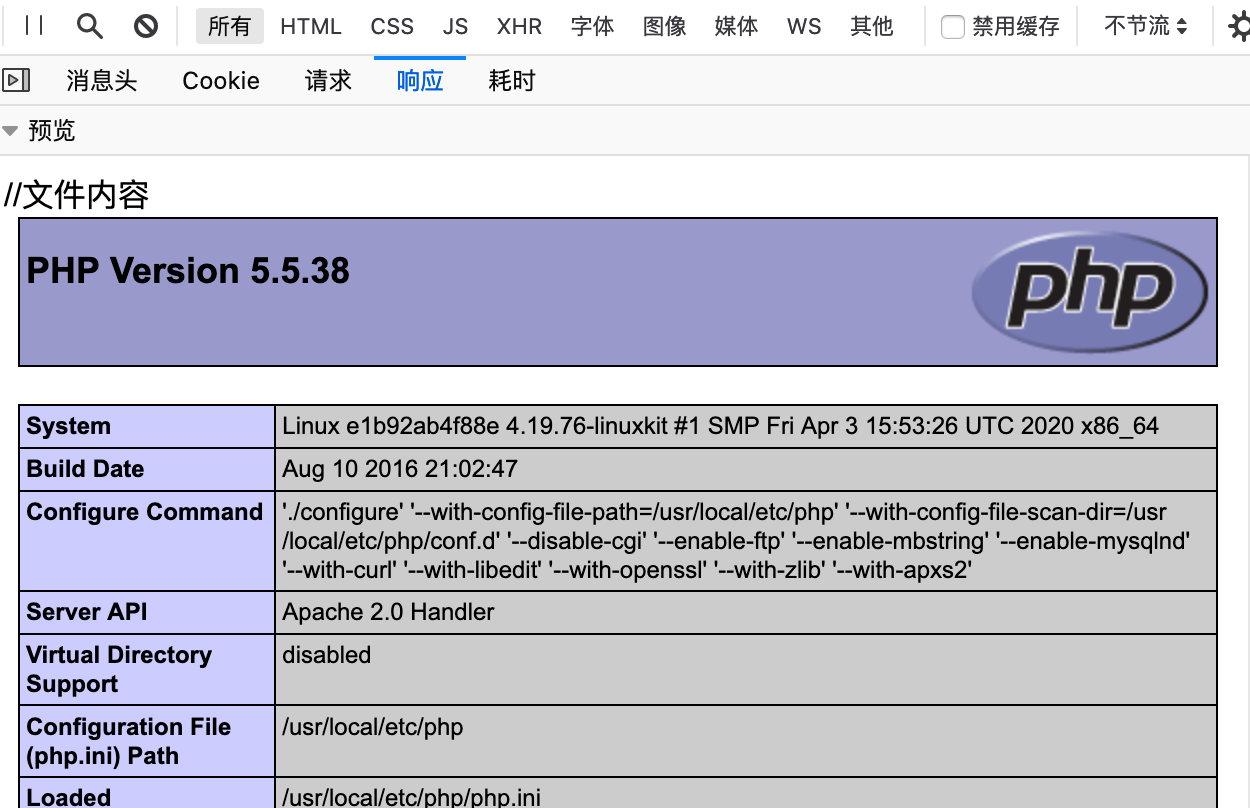 所有 HTML CSS JS XHR 字体 图像 媒体 WS 其他 禁用缓存 不节流
消息头 Cookie 请求 响应 耗时
预览
//文件内容
PHP Version 5.5.38
php
System Linux e1b92ab4f88e 4.19.76-linuxkit #1 SMP Fri Apr 3 15:53:26 UTC 2020 x86_64
Build Date Aug 10 2016 21:02:47
Configure Command './configure' '--with-config-file-path=/usr/local/etc/php' '--with-config-file-scan-dir=/usr
/local/etc/php/conf.d' '--disable-cgi' '--enable-ftp' '--enable-mbstring' '--enable-mysqlnd'
'--with-curl' '--with-libedit' '--with-openssl' '--with-zlib' '--with-apxs2'
Server API Apache 2.0 Handler
Virtual Directory disabled
Support
Configuration File /usr/local/etc/php
(php.ini) Path
Loaded /usr/local/etc/php/php.ini